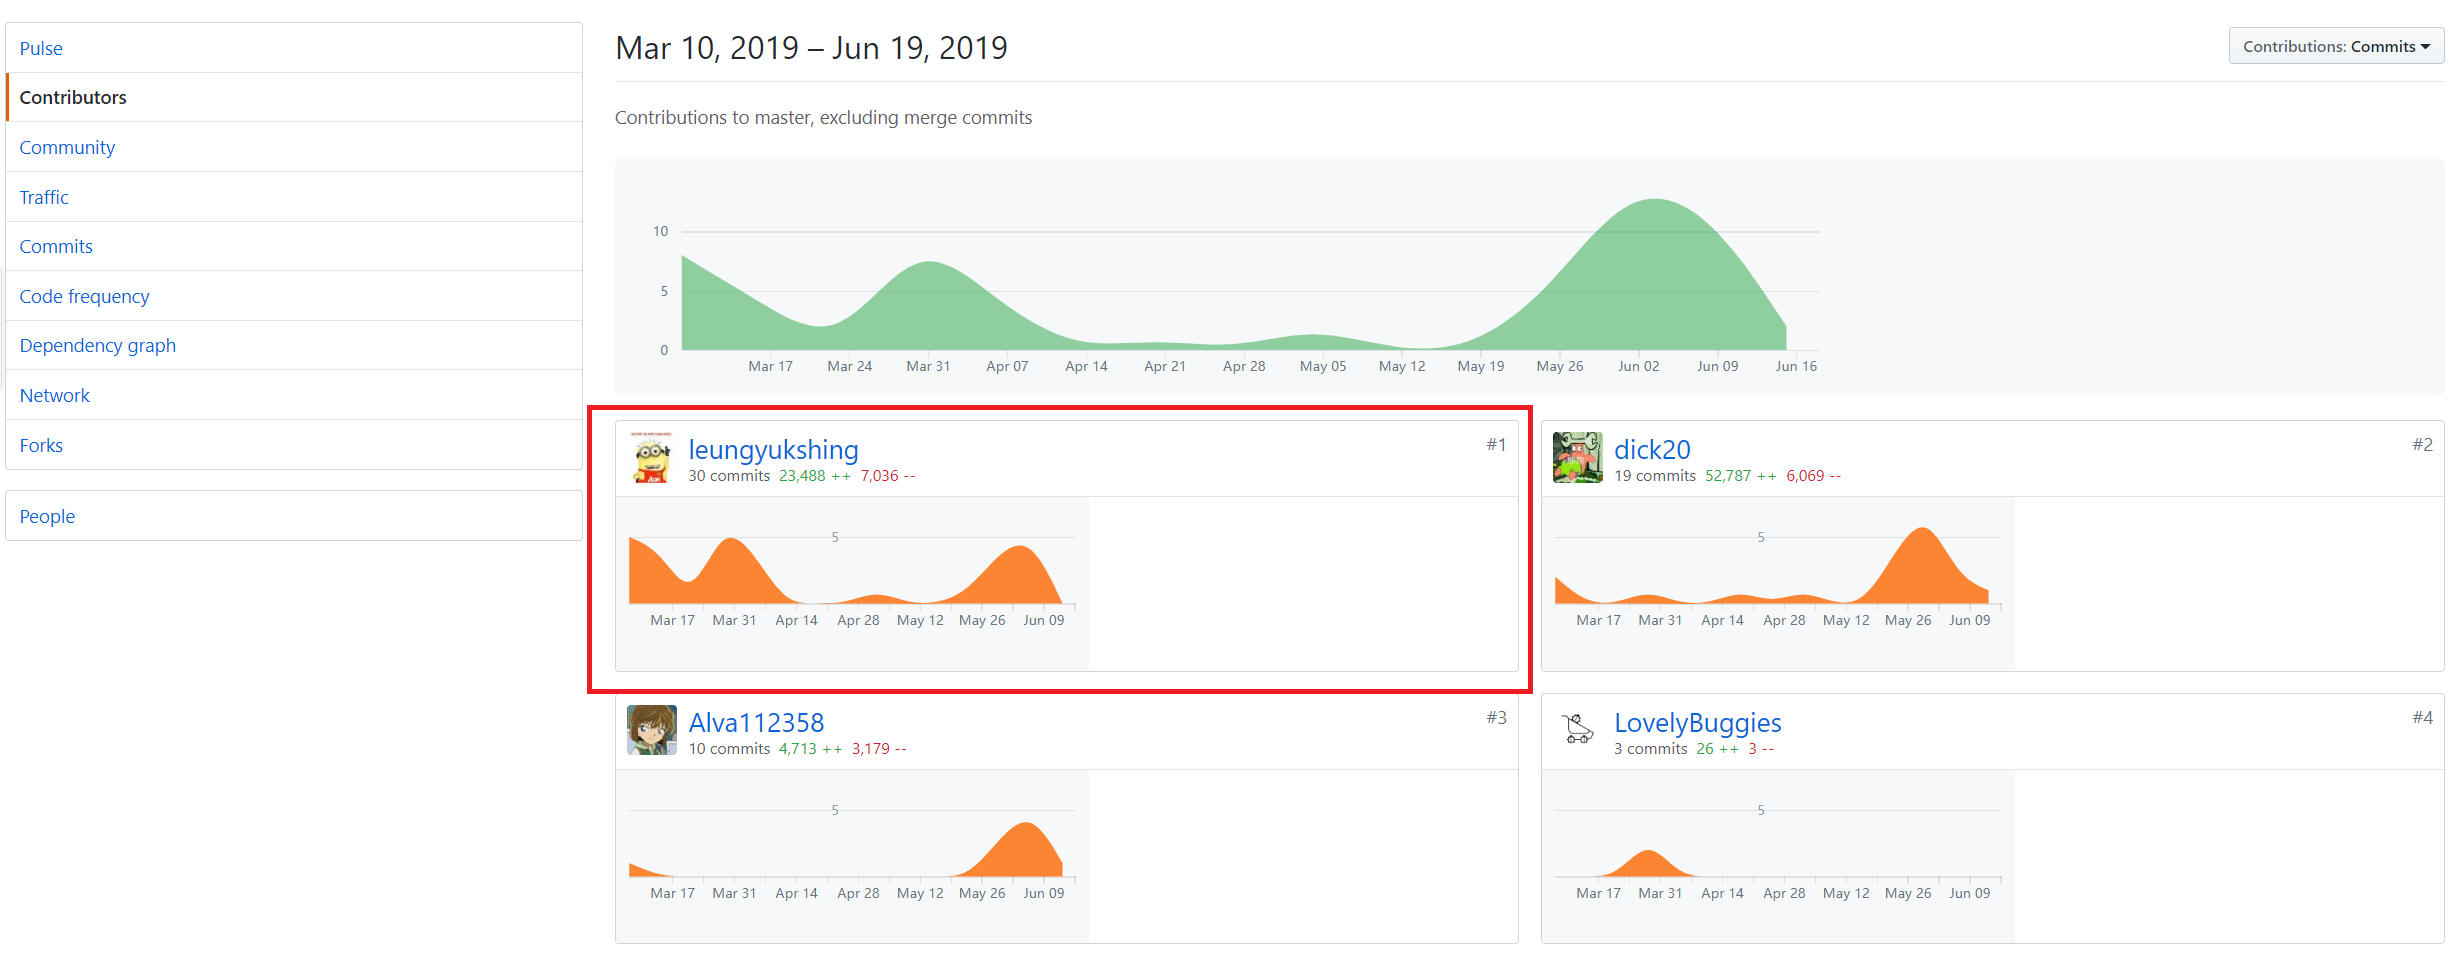 Pulse
Contributors
Community
Traffic
Commits
Code frequency
Dependency graph
Network
Forks
People
Mar 10, 2019 – Jun 19, 2019
Contributions: Commits
Contributions to master, excluding merge commits
10
5
0
Mar 17 Mar 24 Mar 31 Apr 07 Apr 14 Apr 21 Apr 28 May 05 May 12 May 19 May 26 Jun 02 Jun 09 Jun 16
leungyukshing #1
30 commits 23,488 ++ 7,036 --
5
Mar 17 Mar 31 Apr 14 Apr 28 May 12 May 26 Jun 09
dick20 #2
19 commits 52,787 ++ 6,069 --
5
Mar 17 Mar 31 Apr 14 Apr 28 May 12 May 26 Jun 09
Alva112358 #3
10 commits 4,713 ++ 3,179 --
5
Mar 17 Mar 31 Apr 14 Apr 28 May 12 May 26 Jun 09
LovelyBuggies #4
3 commits 26 ++ 3 --
5
Mar 17 Mar 31 Apr 14 Apr 28 May 12 May 26 Jun 09